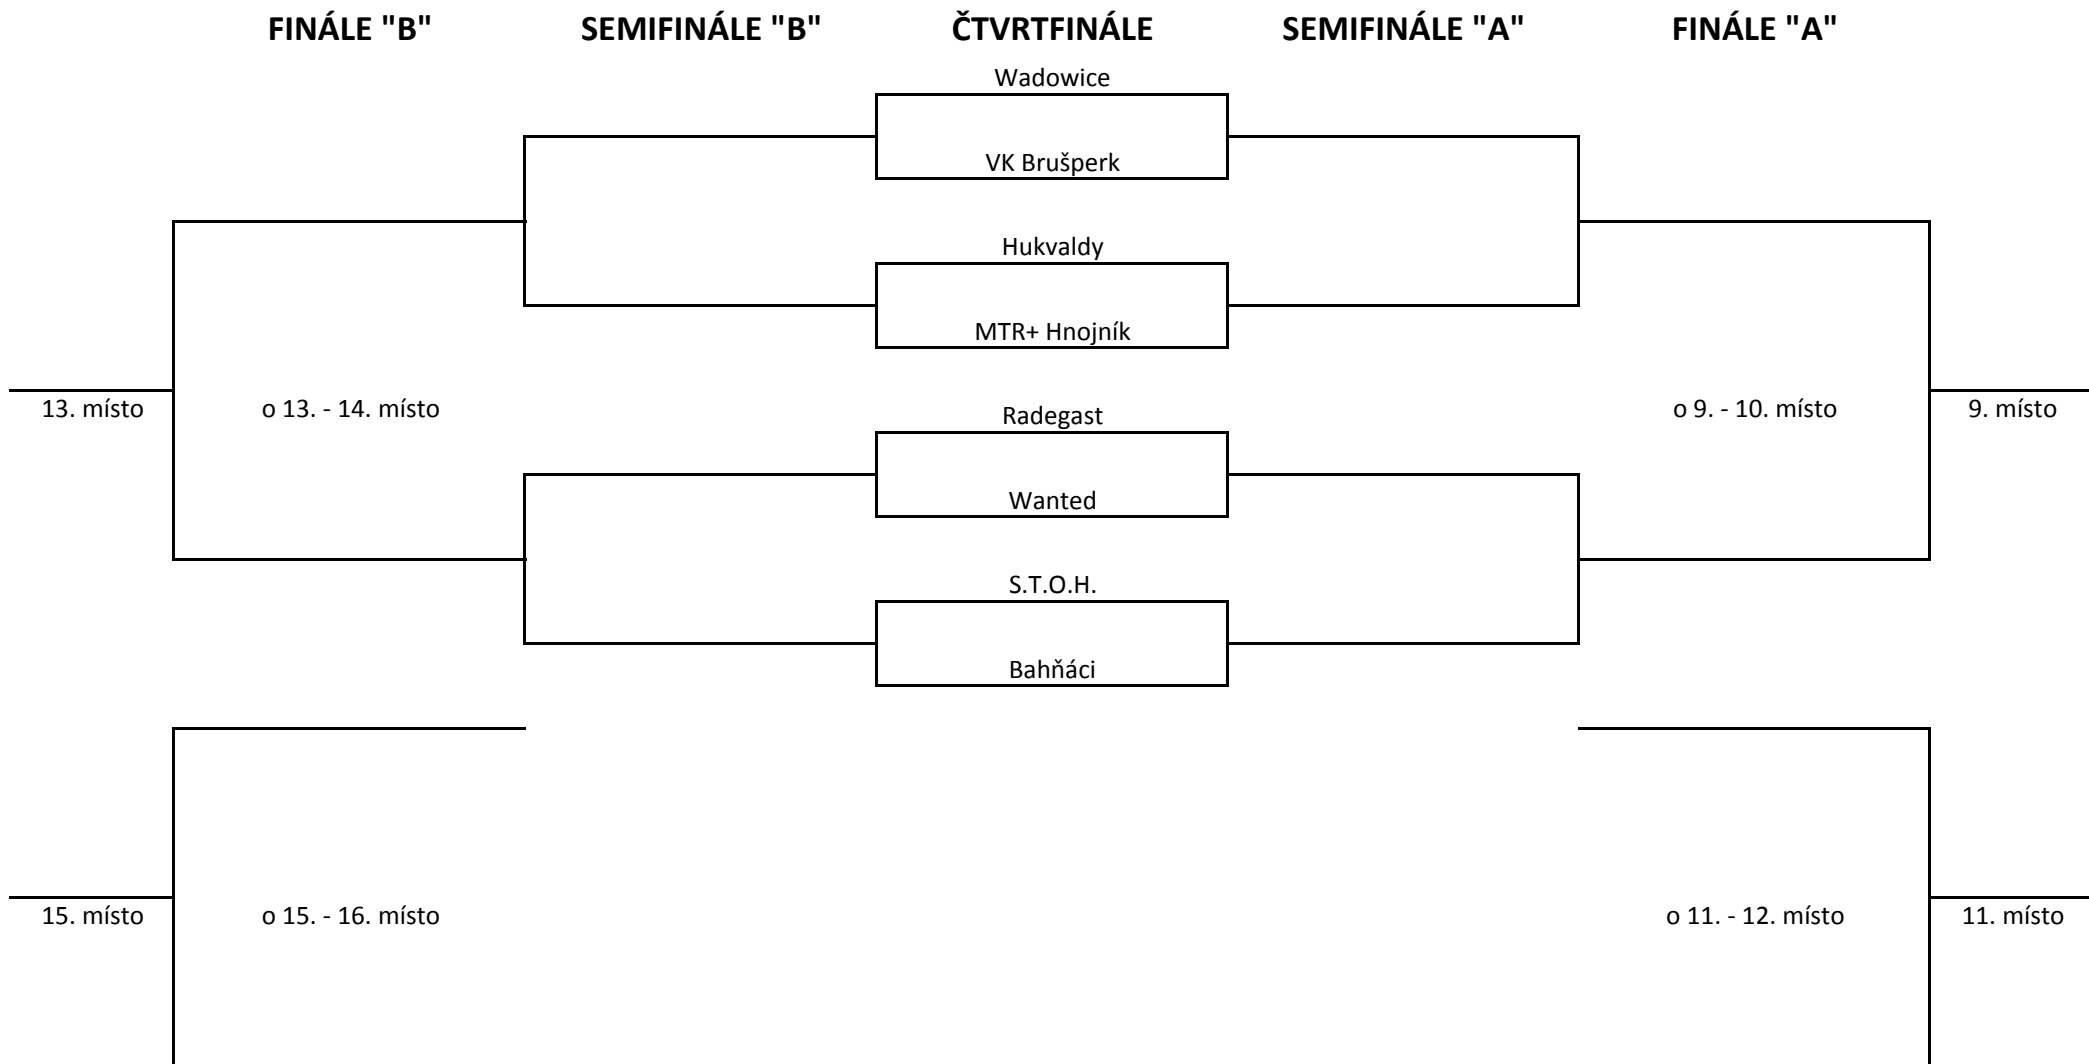 FINÁLE "B" SEMIFINÁLE "B" ČTVRTFINÁLE SEMIFINÁLE "A" FINÁLE "A"
Wadowice
VK Brušperk
Hukvaldy
MTR+ Hnojník
13. místo o 13. - 14. místo Radegast o 9. - 10. místo 9. místo
Wanted
S.T.O.H.
Bahňáci
15. místo o 15. - 16. místo o 11. - 12. místo 11. místo